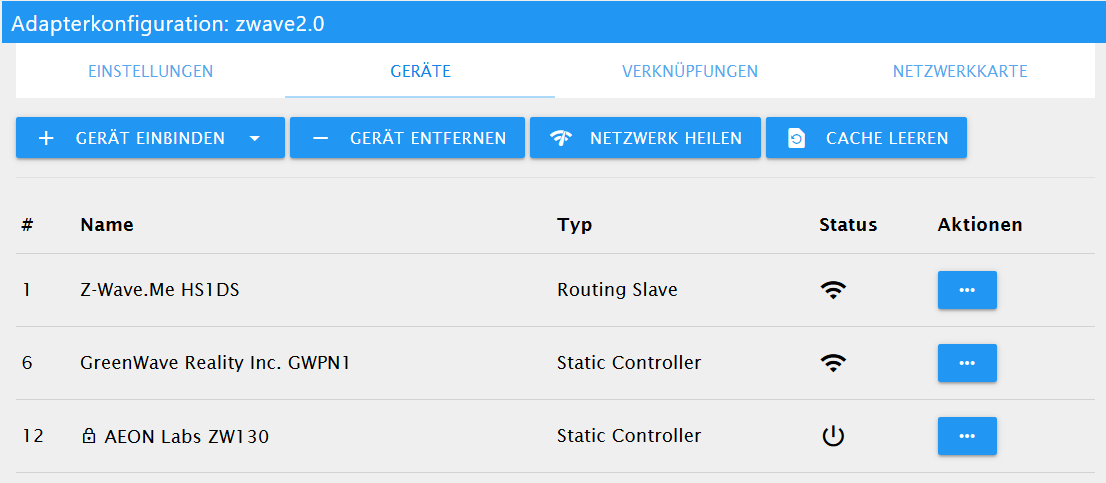 Adapterkonfiguration: zwave2.0
EINSTELLUNGEN GERÄTE VERKNÜPFUNGEN NETZWERKKARTE
GERÄT EINBINDEN GERÄT ENTFERNEN NETZWERK HEILEN CACHE LEEREN
# Name Typ Status Aktionen
1 Z-Wave.Me HS1DS Routing Slave
6 GreenWave Reality Inc. GWPN1 Static Controller
12 AEON Labs ZW130 Static Controller